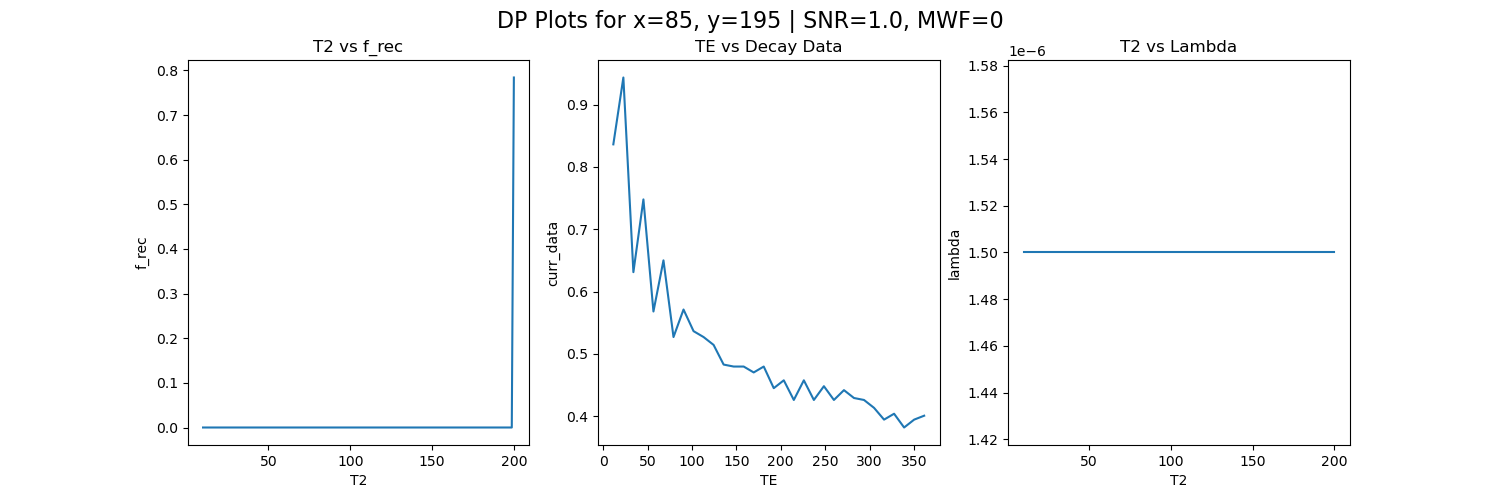 DP Plots for x=85, y=195 | SNR=1.0, MWF=0
T2 vs f_rec
f_rec
0.8
0.7
0.6
0.5
0.4
0.3
0.2
0.1
0.0
50 100 150 200
T2
TE vs Decay Data
curr_data
0.9
0.8
0.7
0.6
0.5
0.4
0 50 100 150 200 250 300 350
TE
T2 vs Lambda
1e−6
lambda
1.58
1.56
1.54
1.52
1.50
1.48
1.46
1.44
1.42
50 100 150 200
T2